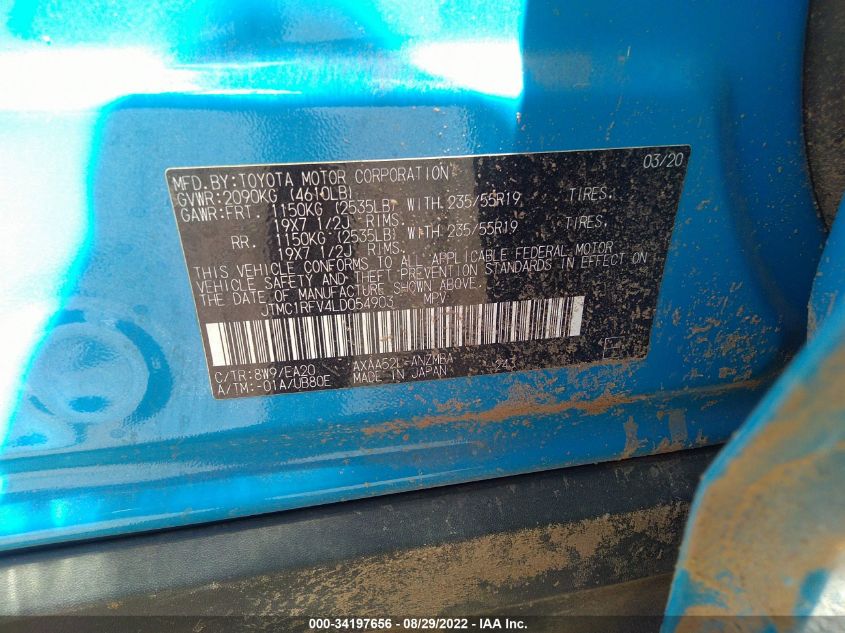 03/20
MFD.BY:TOYOTA MOTOR CORPORATION
GVWR:2090KG (4610LB)
GAWR:FRT. 1150KG (2535LB) WITH 235/55R19 TIRES,
19X7 1/2J RIMS.
RR. 1150KG (2535LB) WITH 235/55R19 TIRES,
19X7 1/2J RIMS.
THIS VEHICLE CONFORMS TO ALL APPLICABLE FEDERAL MOTOR
VEHICLE SAFETY AND THEFT PREVENTION STANDARDS IN EFFECT ON
THE DATE OF MANUFACTURE SHOWN ABOVE.
JTMC1RFV4LD054903 MPV
C/TR:8W9/EA20 AXAA52L-ANZMBA 243
A/TM:-01A/UB80E MADE IN JAPAN
000-34197656 - 08/29/2022 - IAA Inc.